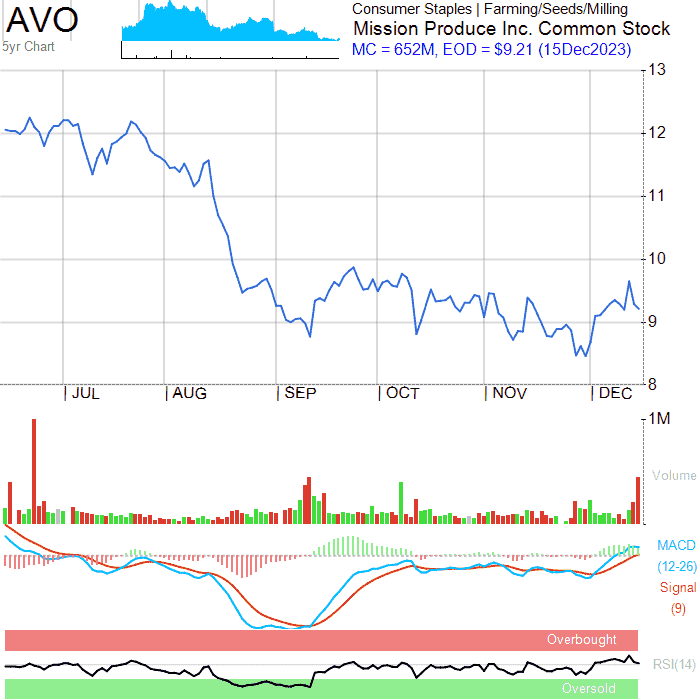 AVO
Consumer Staples | Farming/Seeds/Milling
Mission Produce Inc. Common Stock
5yr Chart
MC = 652M, EOD = $9.21 (15Dec2023)
13
12
11
10
9
8
| JUL | AUG | SEP | OCT | NOV | DEC
1M
Volume
MACD
(12-26)
Signal
(9)
Overbought
RSI(14)
Oversold